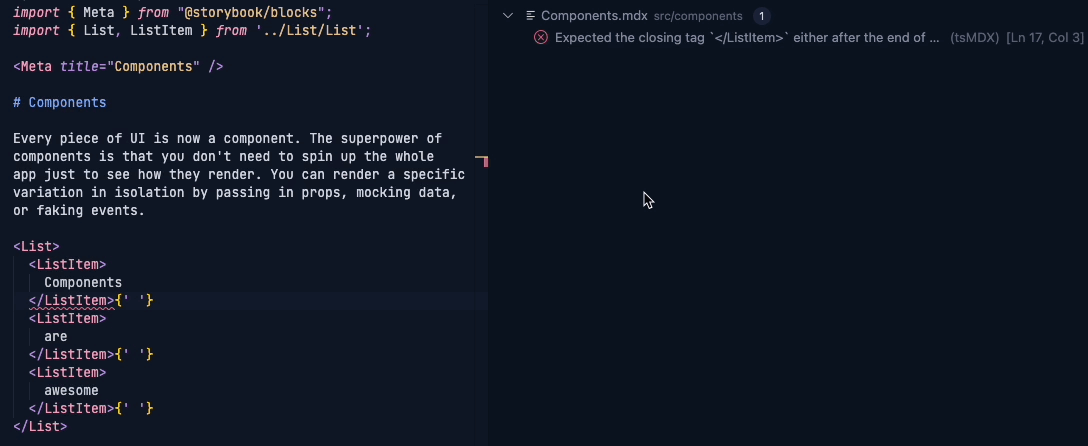 import { Meta } from "@storybook/blocks";
import { List, ListItem } from '../List/List';
<Meta title="Components" />
# Components
Every piece of UI is now a component. The superpower of
components is that you don't need to spin up the whole
app just to see how they render. You can render a specific
variation in isolation by passing in props, mocking data,
or faking events.
<List>
<ListItem>
Components
</ListItem>{' '}
<ListItem>
are
</ListItem>{' '}
<ListItem>
awesome
</ListItem>{' '}
</List>
Components.mdx src/components 1
Expected the closing tag `</ListItem>` either after the end of ... (tsMDX) [Ln 17, Col 3]